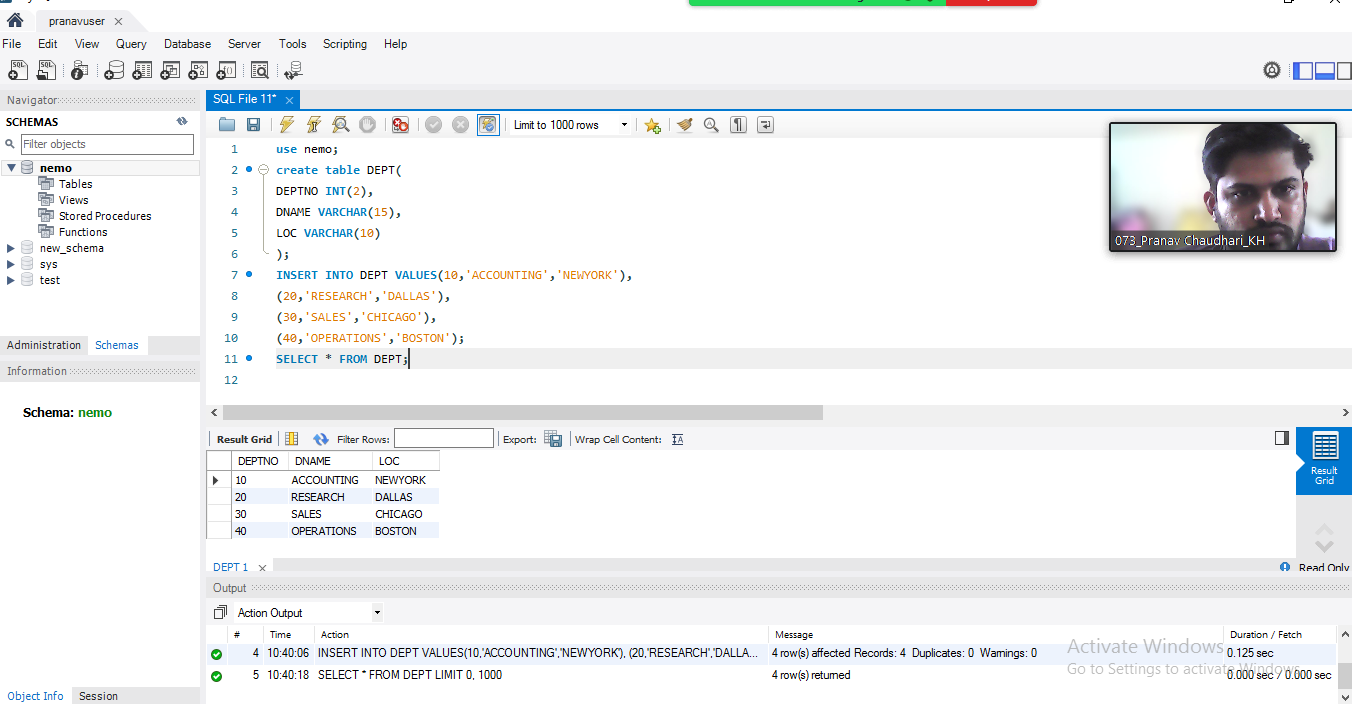 pranavuser
File Edit View Query Database Server Tools Scripting Help
Navigator
SCHEMAS
Filter objects
nemo
Tables
Views
Stored Procedures
Functions
new_schema
sys
test
Administration Schemas
Information
Schema: nemo
Object Info Session
SQL File 11*
Limit to 1000 rows
1 use nemo;
2 create table DEPT(
3 DEPTNO INT(2),
4 DNAME VARCHAR(15),
5 LOC VARCHAR(10)
6 );
7 INSERT INTO DEPT VALUES(10,'ACCOUNTING','NEWYORK'),
8 (20,'RESEARCH','DALLAS'),
9 (30,'SALES','CHICAGO'),
10 (40,'OPERATIONS','BOSTON');
11 SELECT * FROM DEPT;
12
073_Pranav Chaudhari_KH
Result Grid Filter Rows: Export: Wrap Cell Content:
DEPTNO DNAME LOC
10 ACCOUNTING NEWYORK
20 RESEARCH DALLAS
30 SALES CHICAGO
40 OPERATIONS BOSTON
Result
Grid
DEPT 1
Read Only
Output
Action Output
# Time Action Message Duration / Fetch
4 10:40:06 INSERT INTO DEPT VALUES(10,'ACCOUNTING','NEWYORK'), (20,'RESEARCH','DALLA... 4 row(s) affected Records: 4 Duplicates: 0 Warnings: 0 0.125 sec
5 10:40:18 SELECT * FROM DEPT LIMIT 0, 1000 4 row(s) returned 0.000 sec / 0.000 sec
Activate Windows
Go to Settings to activate Windows.